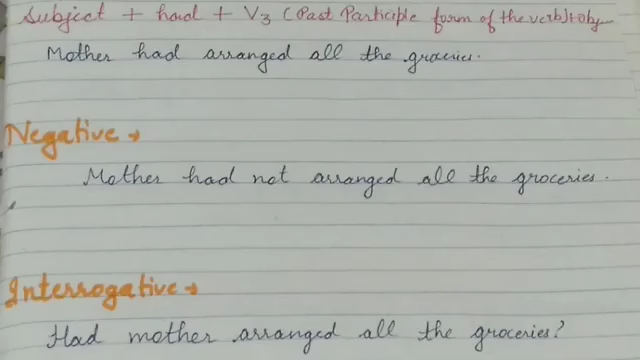 Subject + had + V3 (Past Participle form of the verb) + obj
Mother had arranged all the groceries.
Negative →
Mother had not arranged all the groceries.
Interrogative →
Had mother arranged all the groceries?